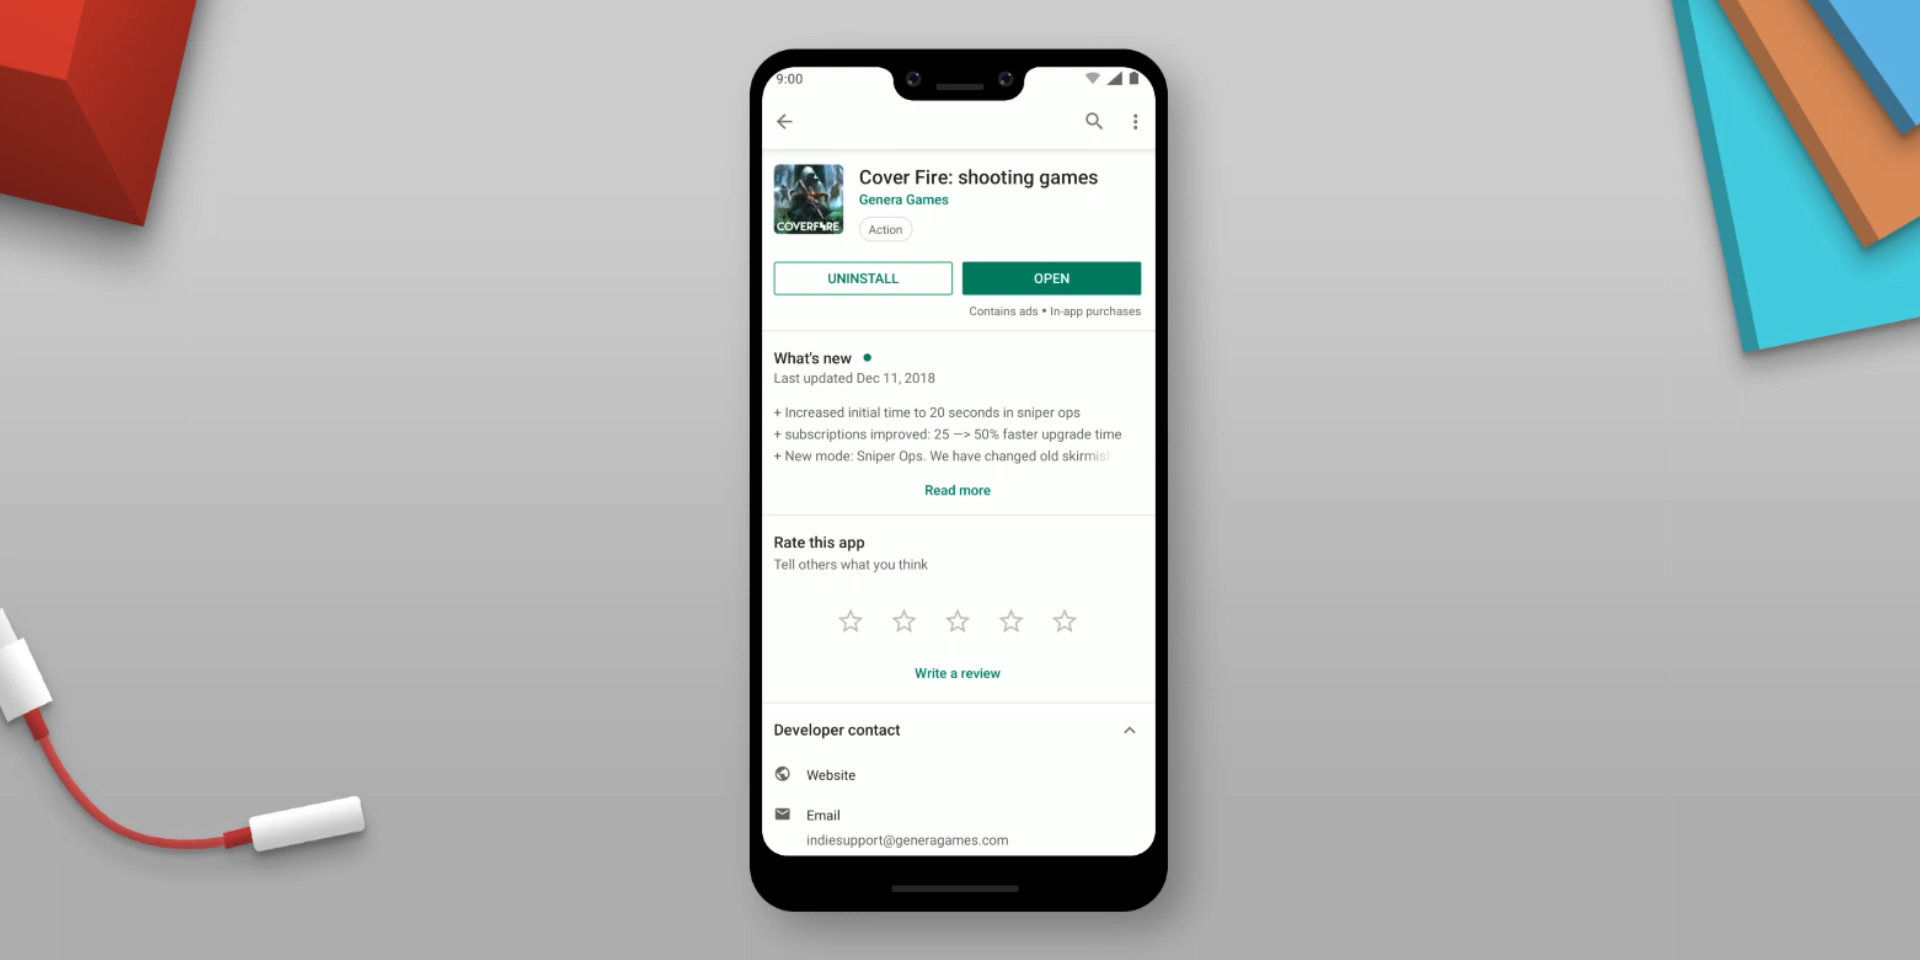 9:00
COVERFIRE
Cover Fire: shooting games
Genera Games
Action
UNINSTALL
OPEN
Contains ads • In-app purchases
What's new
Last updated Dec 11, 2018
+ Increased initial time to 20 seconds in sniper ops
+ subscriptions improved: 25 —> 50% faster upgrade time
+ New mode: Sniper Ops. We have changed old skirmis
Read more
Rate this app
Tell others what you think
Write a review
Developer contact
Website
Email
indiesupport@generagames.com